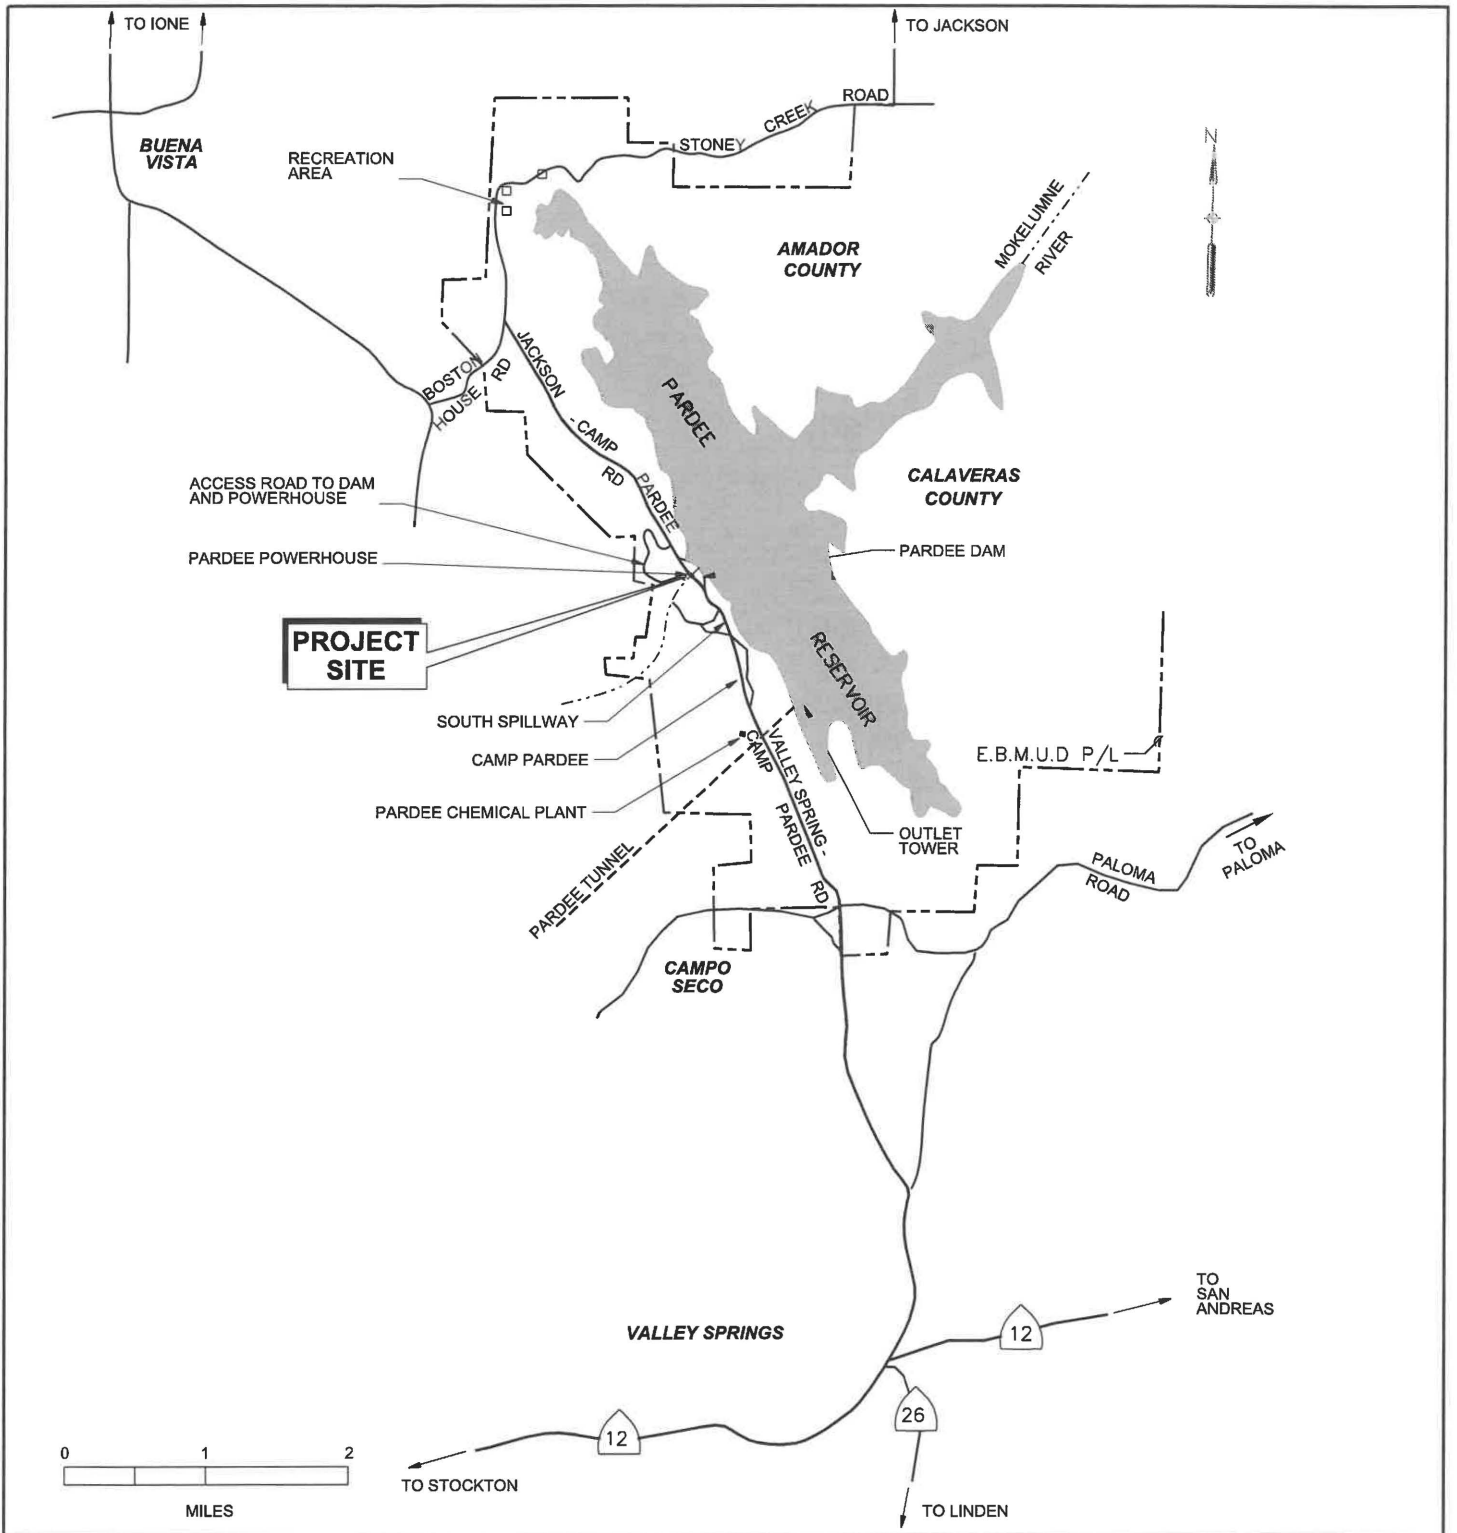 TO IONE
TO JACKSON
BUENA
VISTA
RECREATION
AREA
STONEY CREEK ROAD
N
MOKELUMNE
RIVER
AMADOR
COUNTY
BOSTON
HOUSE RD
JACKSON - CAMP PARDEE
RD
PARDEE
RESERVOIR
CALAVERAS
COUNTY
ACCESS ROAD TO DAM
AND POWERHOUSE
PARDEE POWERHOUSE
PARDEE DAM
PROJECT
SITE
SOUTH SPILLWAY
CAMP PARDEE
PARDEE CHEMICAL PLANT
VALLEY SPRING -
CAMP PARDEE RD
E.B.M.U.D P/L
OUTLET
TOWER
PARDEE TUNNEL
PALOMA
ROAD
TO
PALOMA
CAMPO
SECO
VALLEY SPRINGS
TO
SAN
ANDREAS
12
26
12
TO STOCKTON
TO LINDEN
0 1 2
MILES